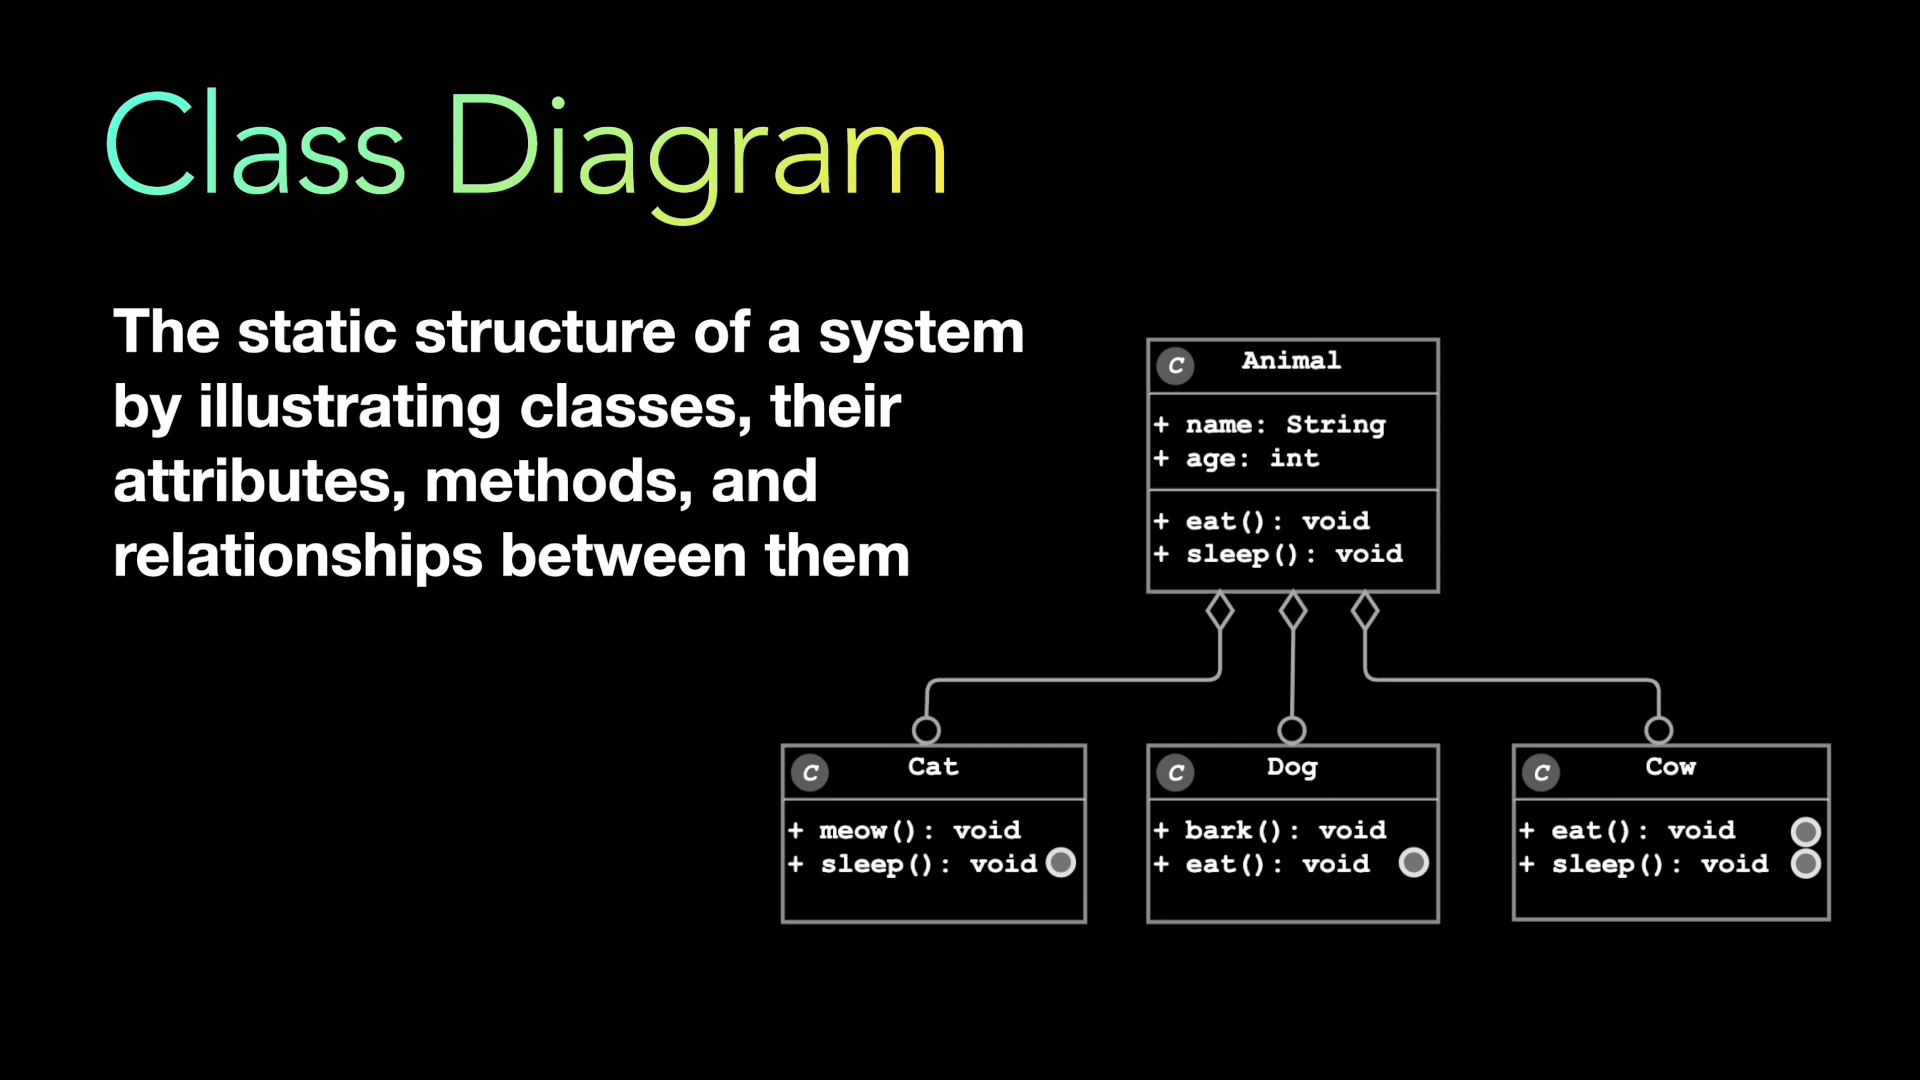 Class Diagram
The static structure of a system
by illustrating classes, their
attributes, methods, and
relationships between them
C Animal
+ name: String
+ age: int
+ eat(): void
+ sleep(): void
C Cat
+ meow(): void
+ sleep(): void
C Dog
+ bark(): void
+ eat(): void
C Cow
+ eat(): void
+ sleep(): void